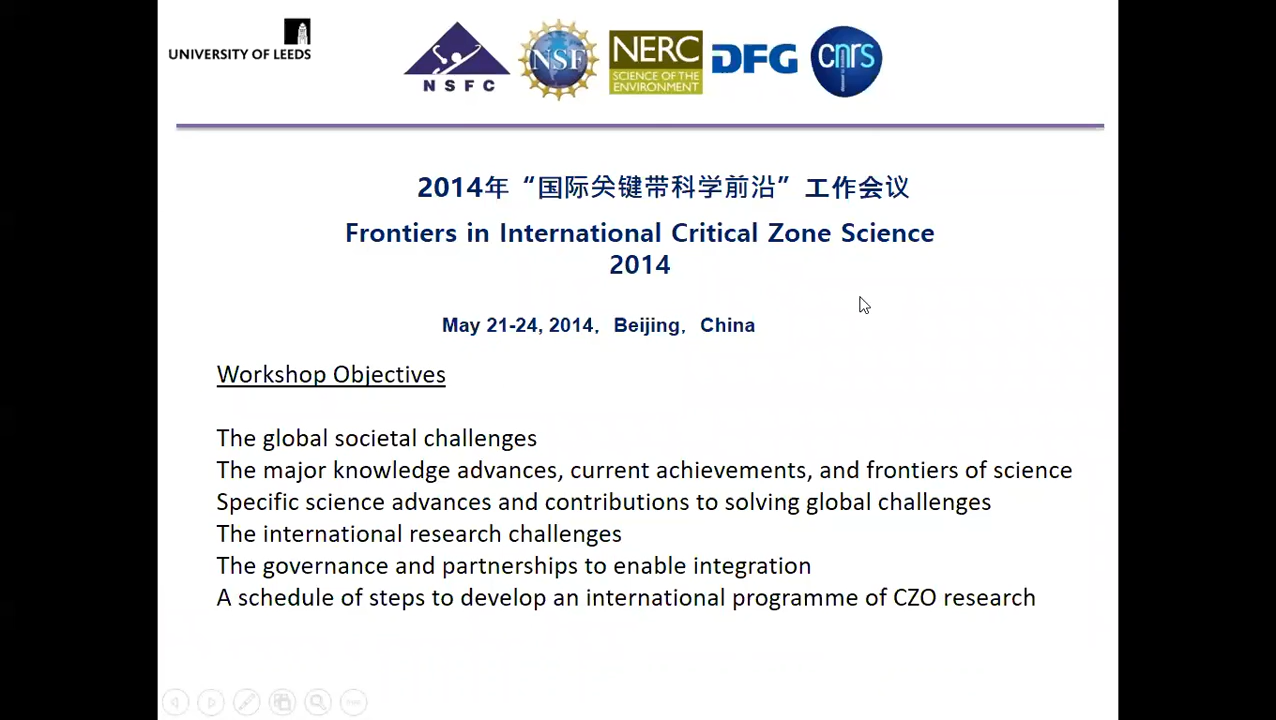 UNIVERSITY OF LEEDS
NSFC
NSF
NERC
SCIENCE OF THE
ENVIRONMENT
DFG
cnrs
2014年“国际关键带科学前沿”工作会议
Frontiers in International Critical Zone Science
2014
May 21-24, 2014, Beijing, China
Workshop Objectives
The global societal challenges
The major knowledge advances, current achievements, and frontiers of science
Specific science advances and contributions to solving global challenges
The international research challenges
The governance and partnerships to enable integration
A schedule of steps to develop an international programme of CZO research